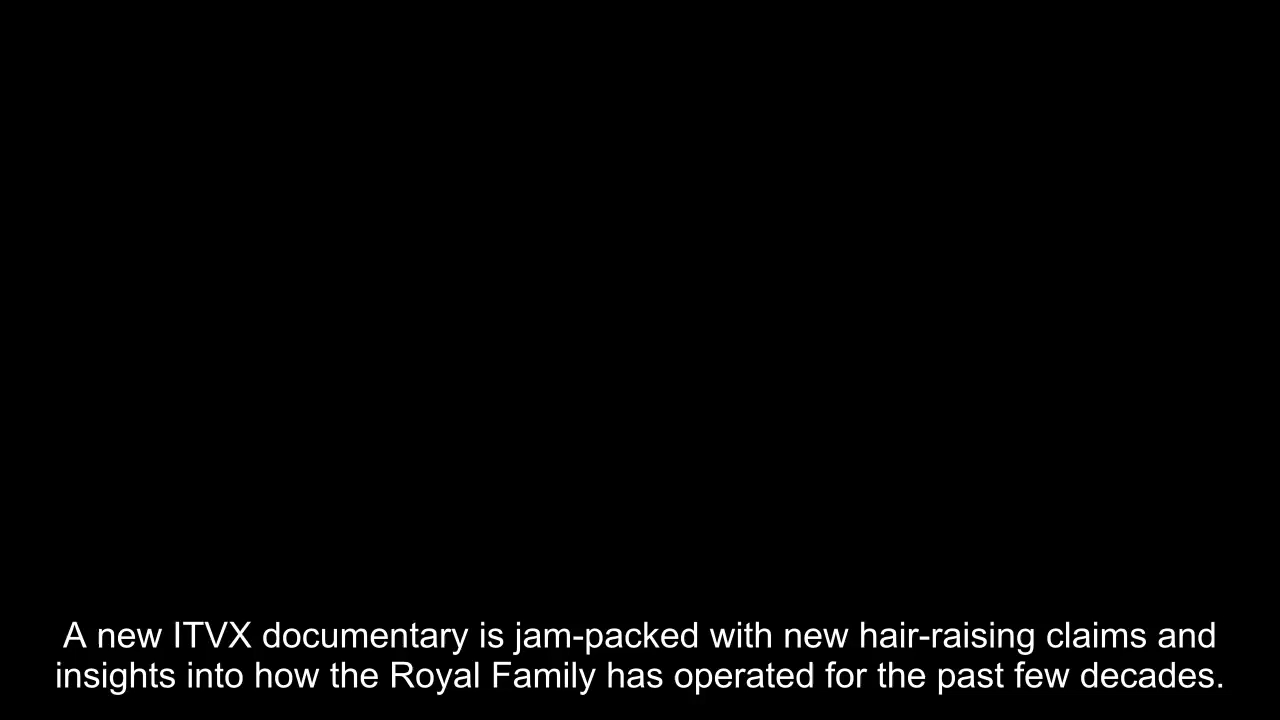 A new ITVX documentary is jam-packed with new hair-raising claims and
insights into how the Royal Family has operated for the past few decades.